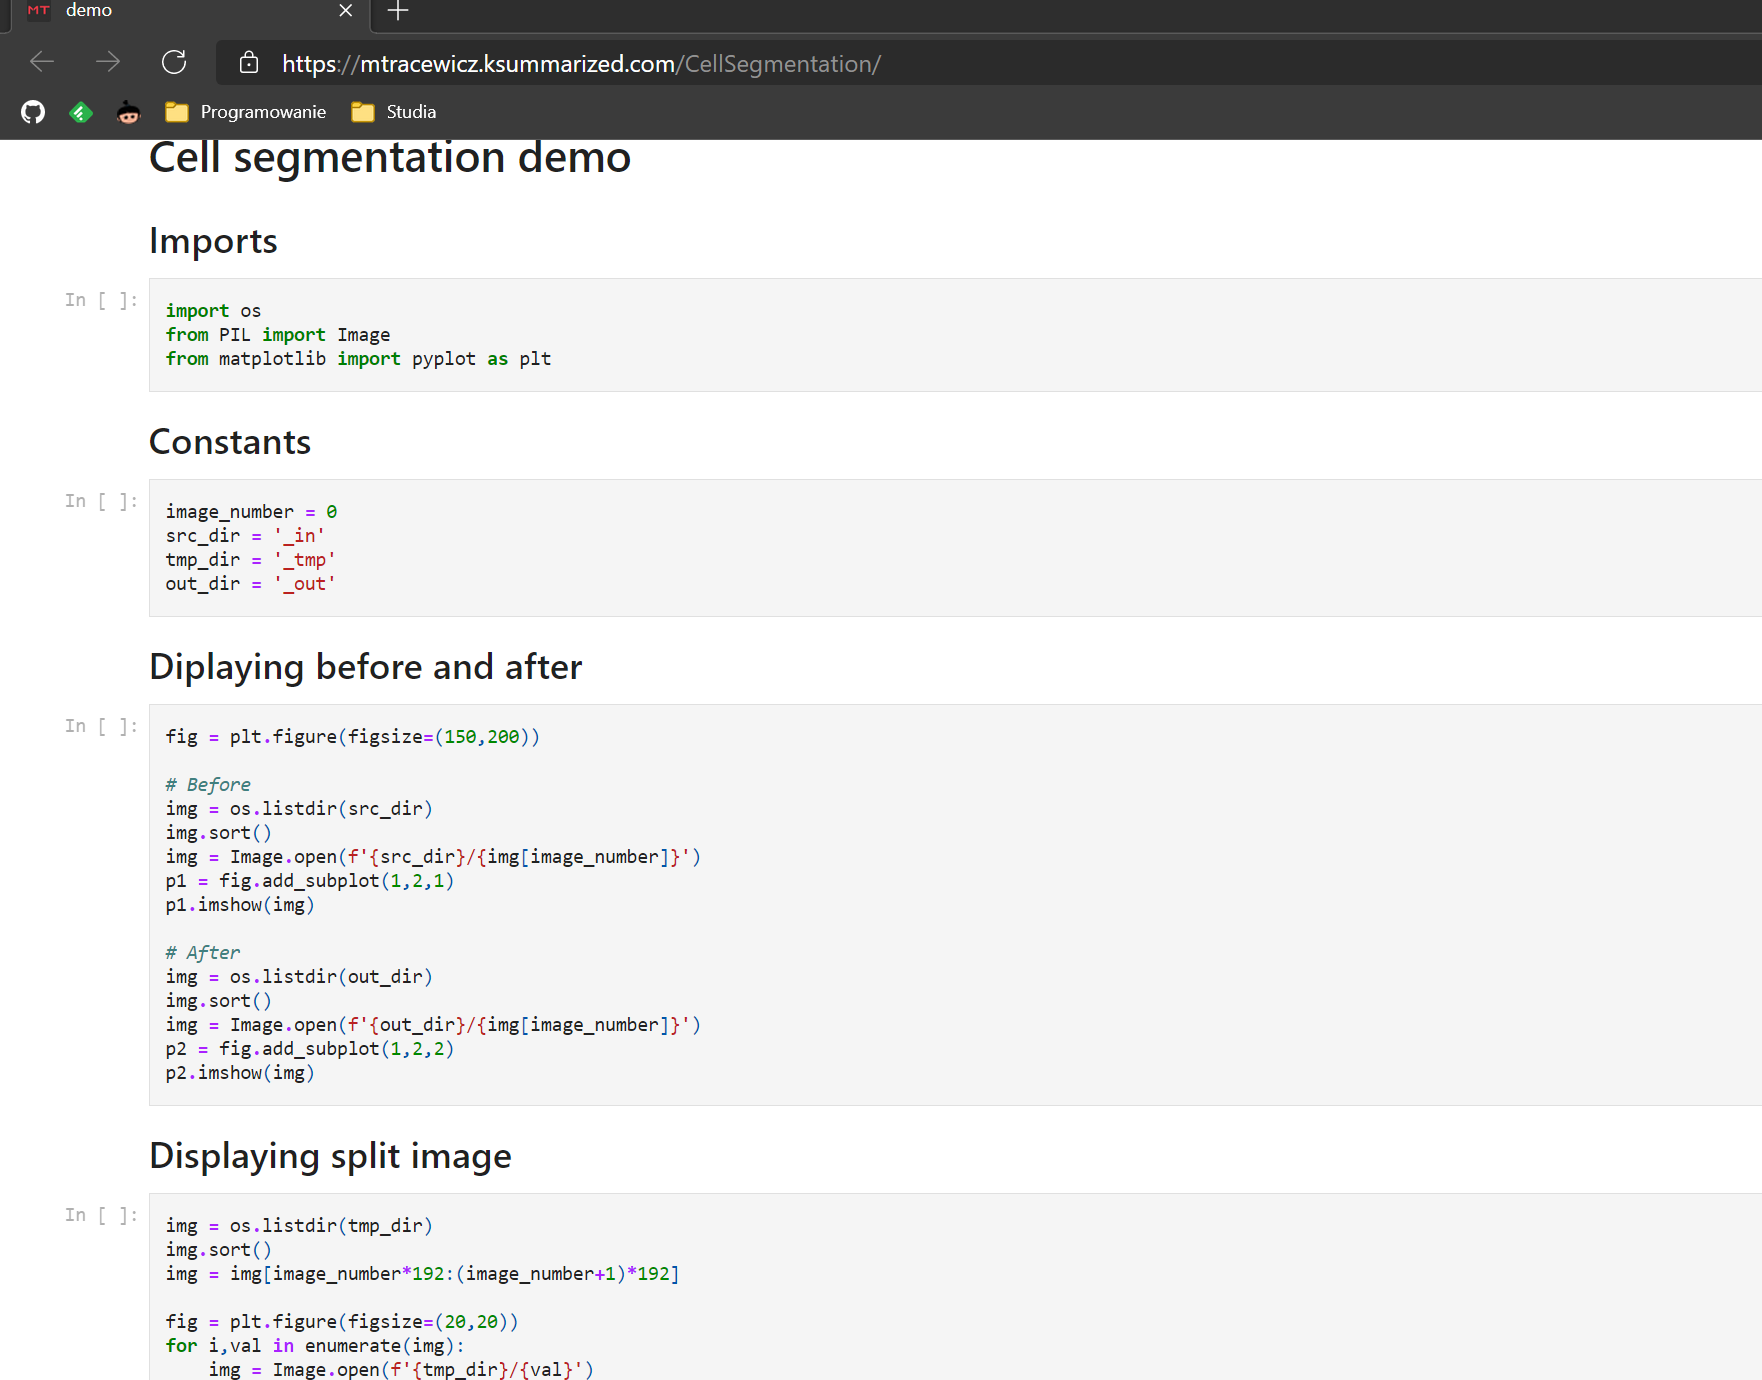 MT demo
https://mtracewicz.ksummarized.com/CellSegmentation/
Programowanie Studia
Cell segmentation demo
Imports
In [ ]:
import os
from PIL import Image
from matplotlib import pyplot as plt
Constants
In [ ]:
image_number = 0
src_dir = '_in'
tmp_dir = '_tmp'
out_dir = '_out'
Diplaying before and after
In [ ]:
fig = plt.figure(figsize=(150,200))
# Before
img = os.listdir(src_dir)
img.sort()
img = Image.open(f'{src_dir}/{img[image_number]}')
p1 = fig.add_subplot(1,2,1)
p1.imshow(img)
# After
img = os.listdir(out_dir)
img.sort()
img = Image.open(f'{out_dir}/{img[image_number]}')
p2 = fig.add_subplot(1,2,2)
p2.imshow(img)
Displaying split image
In [ ]:
img = os.listdir(tmp_dir)
img.sort()
img = img[image_number*192:(image_number+1)*192]
fig = plt.figure(figsize=(20,20))
for i,val in enumerate(img):
    img = Image.open(f'{tmp_dir}/{val}')